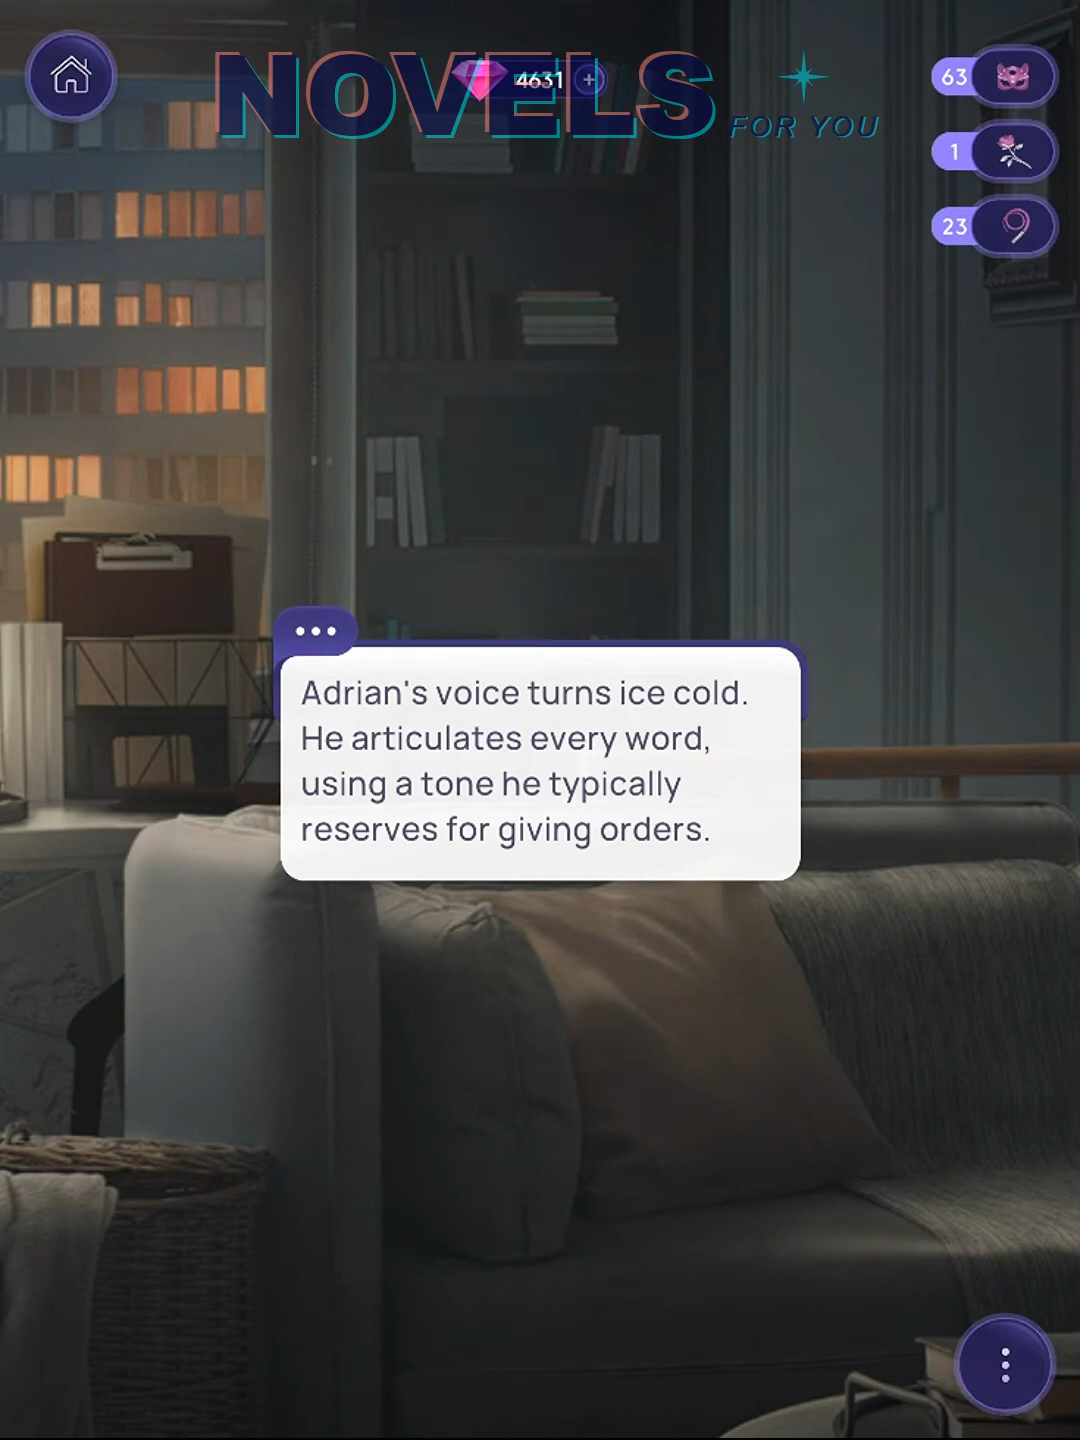 NOVELS
FOR YOU
4631
63
1
23
Adrian's voice turns ice cold.
He articulates every word,
using a tone he typically
reserves for giving orders.